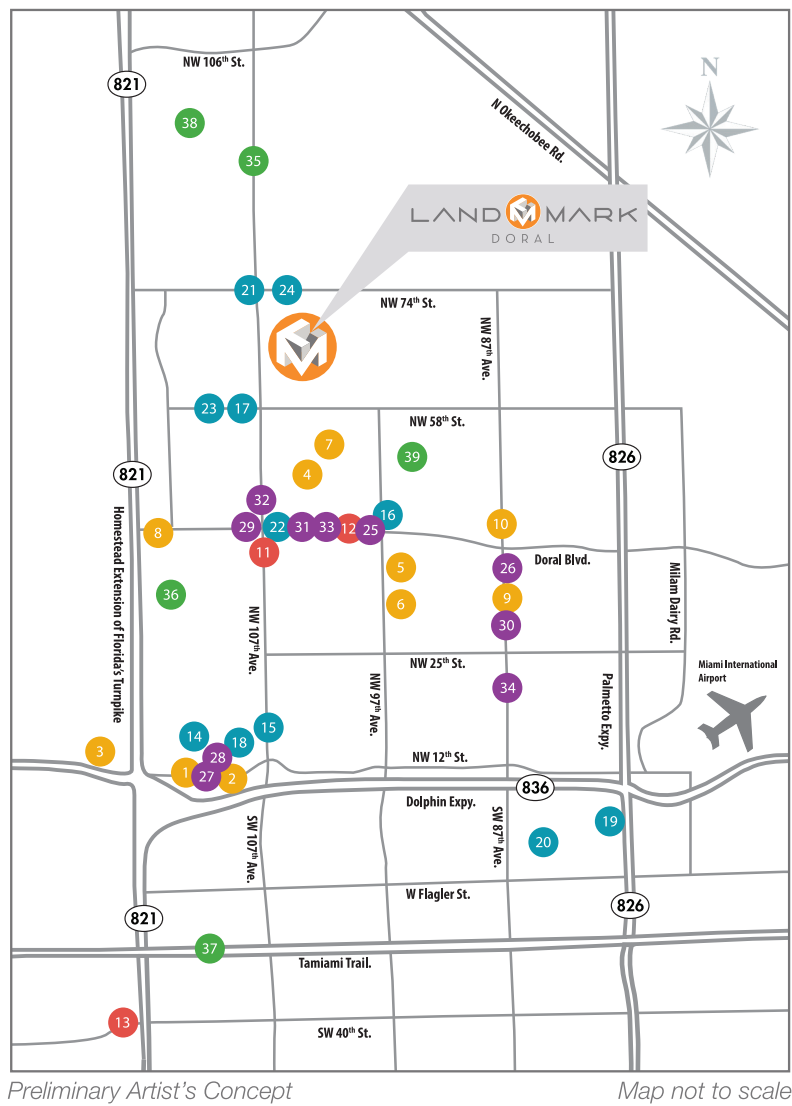 NW 106th St.
821
N
38
N Okeechobee Rd.
35
LANDMARK
DORAL
21
24
NW 74th St.
NW 87th Ave.
23
17
NW 58th St.
7
39
826
4
821
32
16
29
22
31
33
12
25
10
8
11
Doral Blvd.
5
26
36
6
9
30
Homestead Extension of Florida's Turnpike
NW 107th Ave.
Milam Dairy Rd.
NW 25th St.
Miami International
Airport
NW 97th Ave.
Palmetto Expy.
34
15
14
18
3
28
NW 12th St.
1
27
2
836
Dolphin Expy.
SW 107th Ave.
SW 87th Ave.
19
20
W Flagler St.
821
826
37
Tamiami Trail.
13
SW 40th St.
Preliminary Artist's Concept
Map not to scale